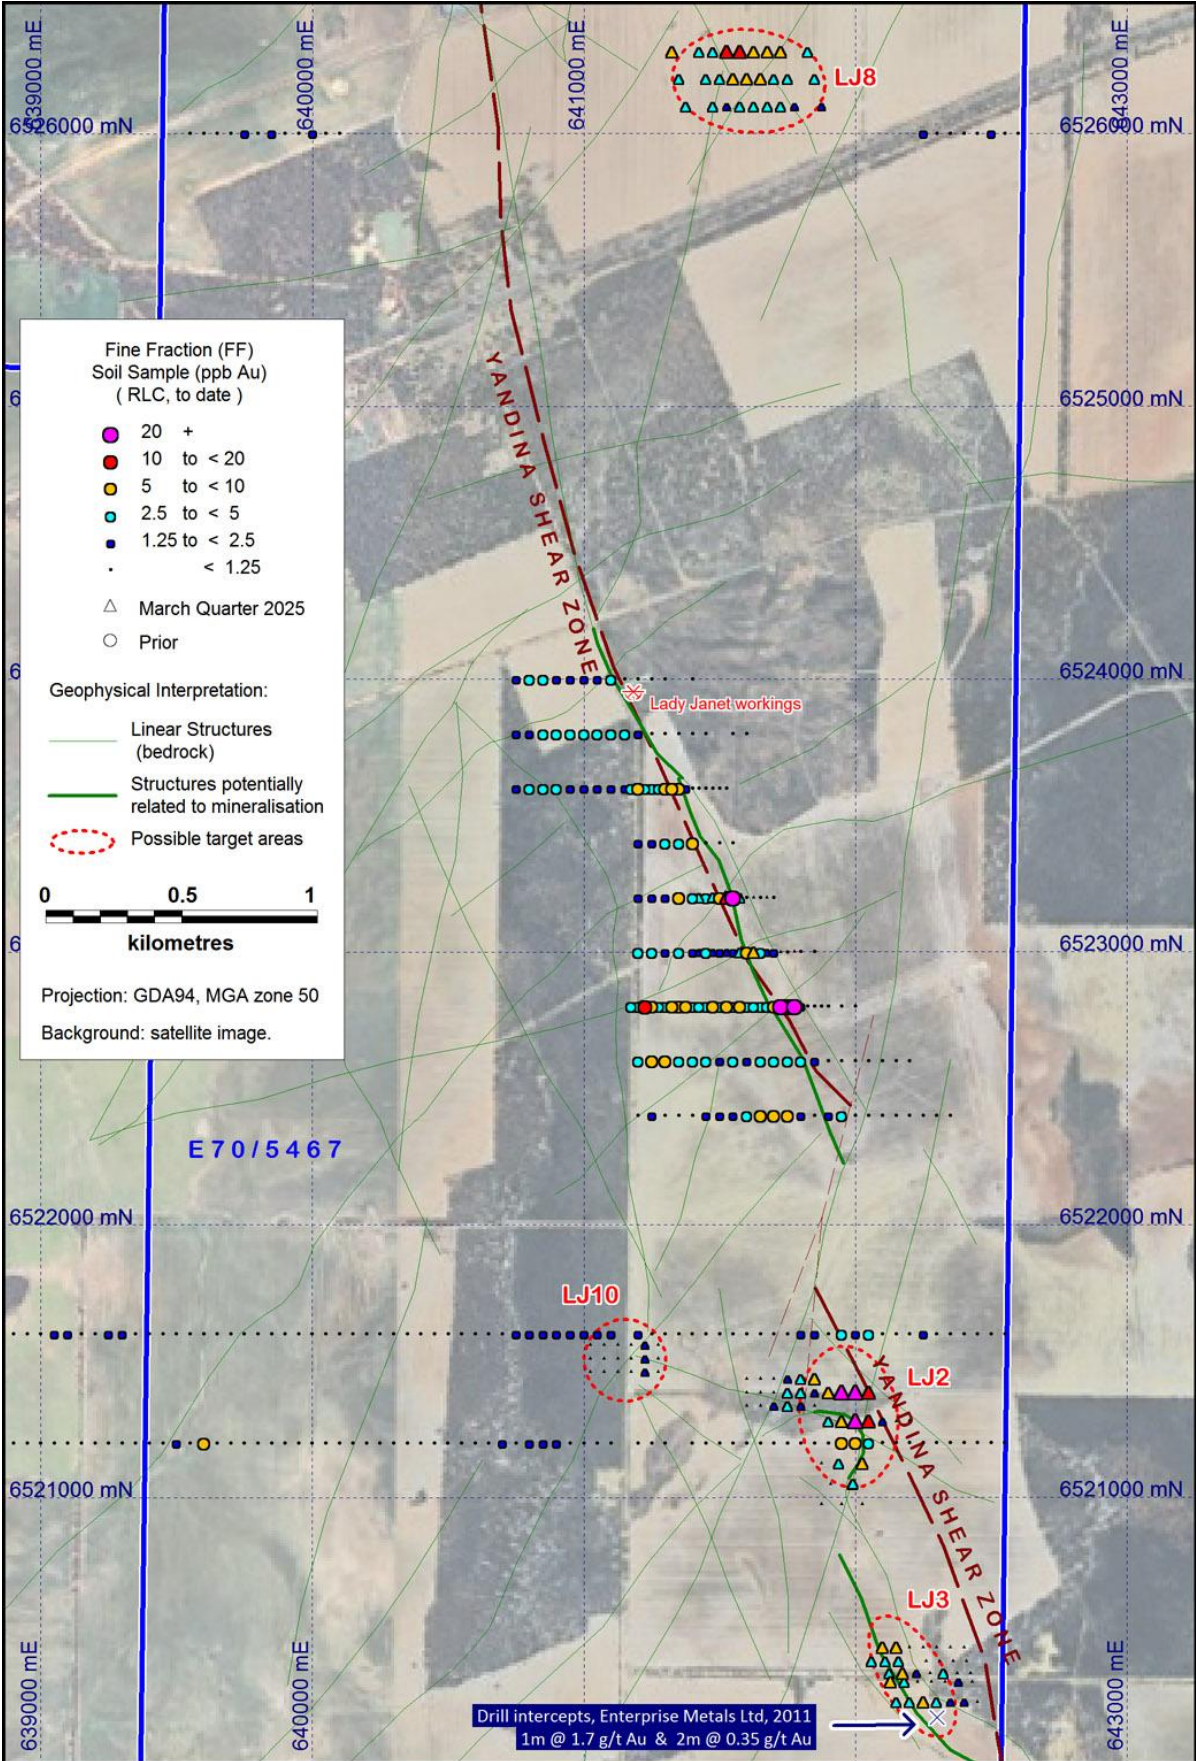 639000 mE
640000 mE
641000 mE
643000 mE
LJ8
6526000 mN
6526000 mN
Fine Fraction (FF)
Soil Sample (ppb Au)
( RLC, to date )
20 +
10 to < 20
5 to < 10
2.5 to < 5
1.25 to < 2.5
< 1.25
March Quarter 2025
Prior
Geophysical Interpretation:
Linear Structures
(bedrock)
Structures potentially
related to mineralisation
Possible target areas
0 0.5 1
kilometres
Projection: GDA94, MGA zone 50
Background: satellite image.
YANDINA SHEAR ZONE
6525000 mN
6524000 mN
Lady Janet workings
6523000 mN
E70/5467
6522000 mN
6522000 mN
LJ10
LJ2
YANDINA SHEAR ZONE
6521000 mN
6521000 mN
LJ3
639000 mE
640000 mE
643000 mE
Drill intercepts, Enterprise Metals Ltd, 2011
1m @ 1.7 g/t Au & 2m @ 0.35 g/t Au